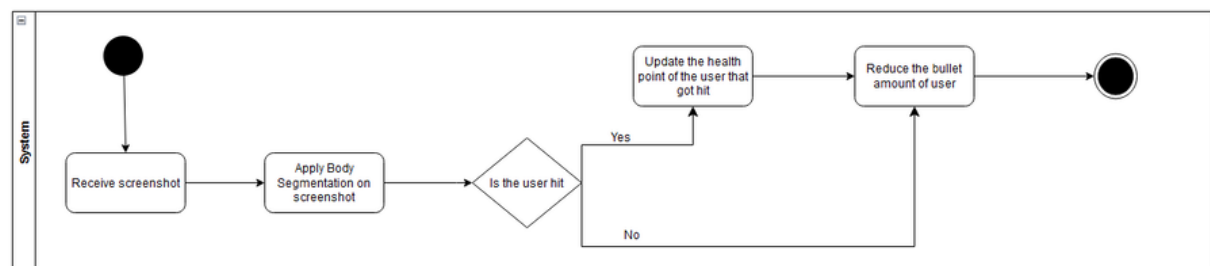 System
Receive screenshot
Apply Body
Segmentation on
screenshot
Is the user hit
Yes
No
Update the health
point of the user that
got hit
Reduce the bullet
amount of user